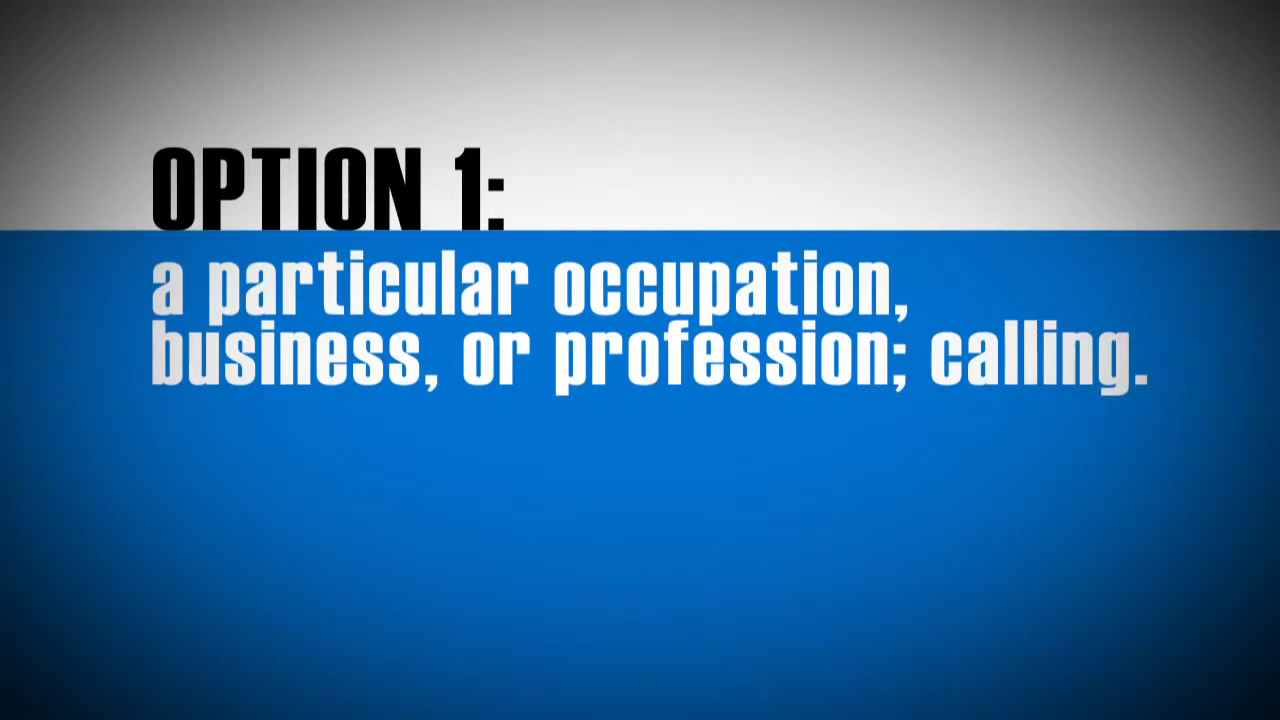 OPTION 1:
a particular occupation,
business, or profession; calling.